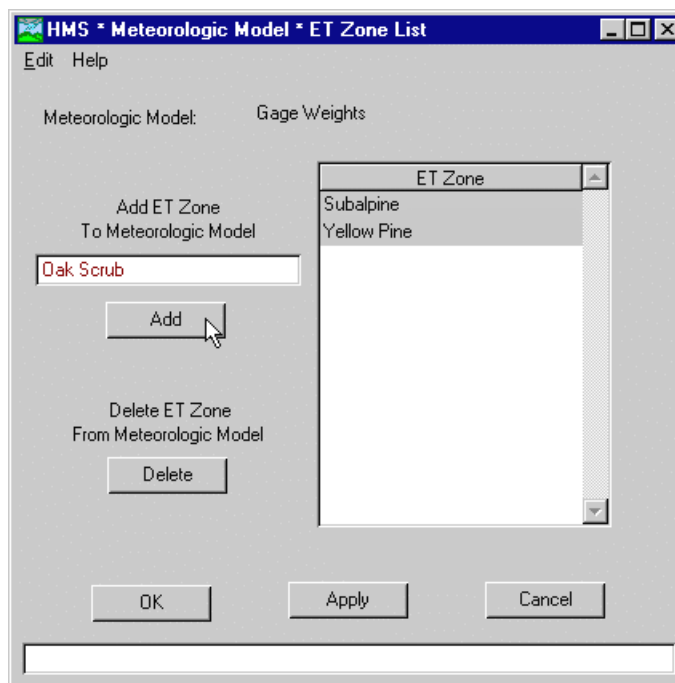 HMS * Meteorologic Model * ET Zone List
Edit Help
Meteorologic Model: Gage Weights
ET Zone
Subalpine
Yellow Pine
Add ET Zone
To Meteorologic Model
Oak Scrub
Add
Delete ET Zone
From Meteorologic Model
Delete
OK Apply Cancel